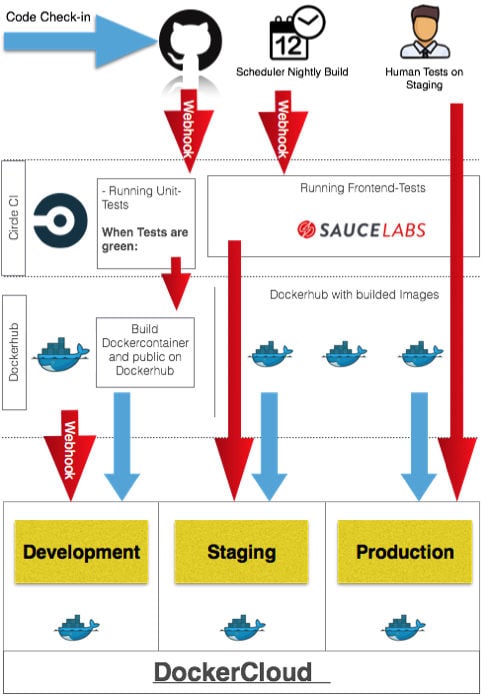 Code Check-in
12
Scheduler Nightly Build
Human Tests on
Staging
Webhook
Webhook
Circle CI
- Running Unit-
Tests
When Tests are
green:
Running Frontend-Tests
SAUCELABS
Dockerhub
Build
Dockercontainer
and public on
Dockerhub
Dockerhub with builded Images
Webhook
Development
Staging
Production
DockerCloud